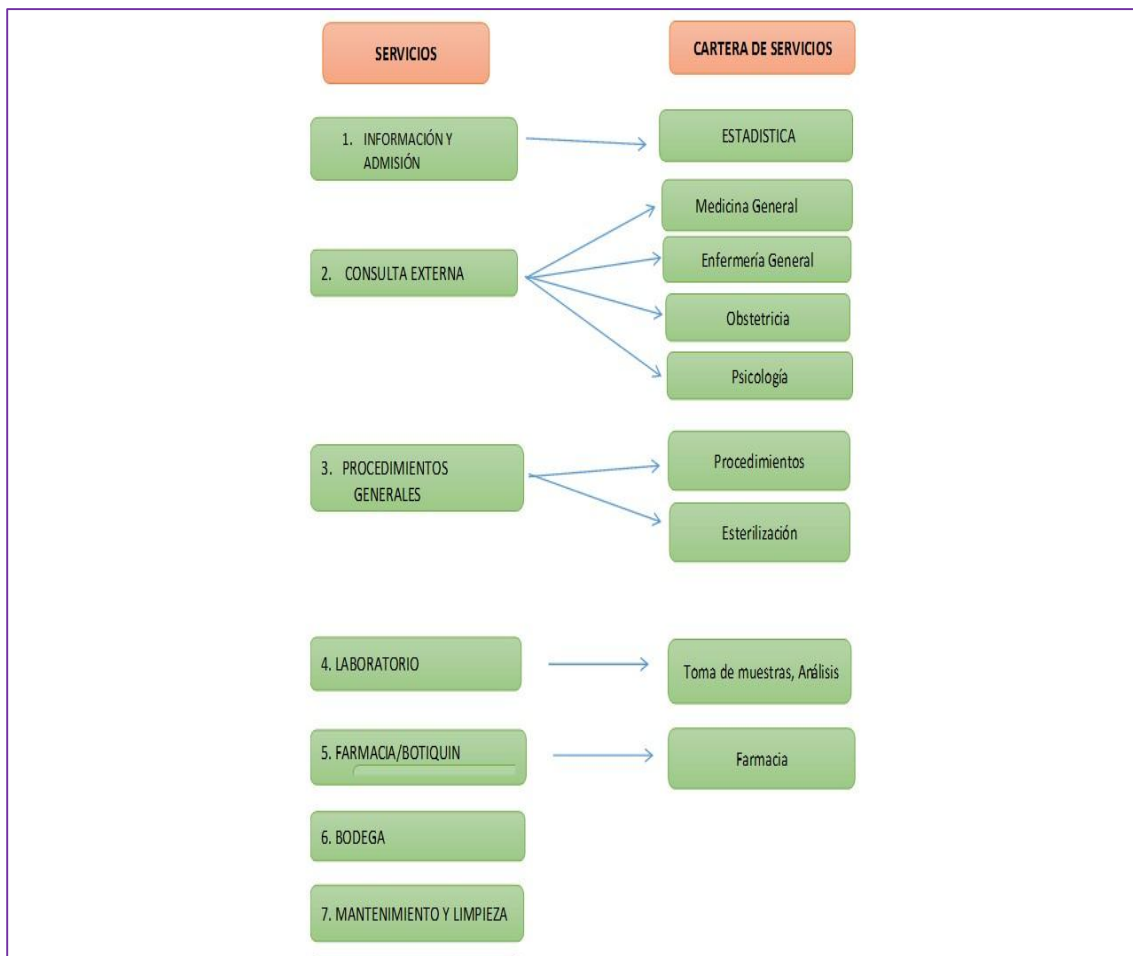 SERVICIOS
CARTERA DE SERVICIOS
1. INFORMACIÓN Y
ADMISIÓN
ESTADISTICA
2. CONSULTA EXTERNA
Medicina General
Enfermería General
Obstetricia
Psicología
3. PROCEDIMIENTOS
GENERALES
Procedimientos
Esterilización
4. LABORATORIO
Toma de muestras, Análisis
5. FARMACIA/BOTIQUIN
Farmacia
6. BODEGA
7. MANTENIMIENTO Y LIMPIEZA